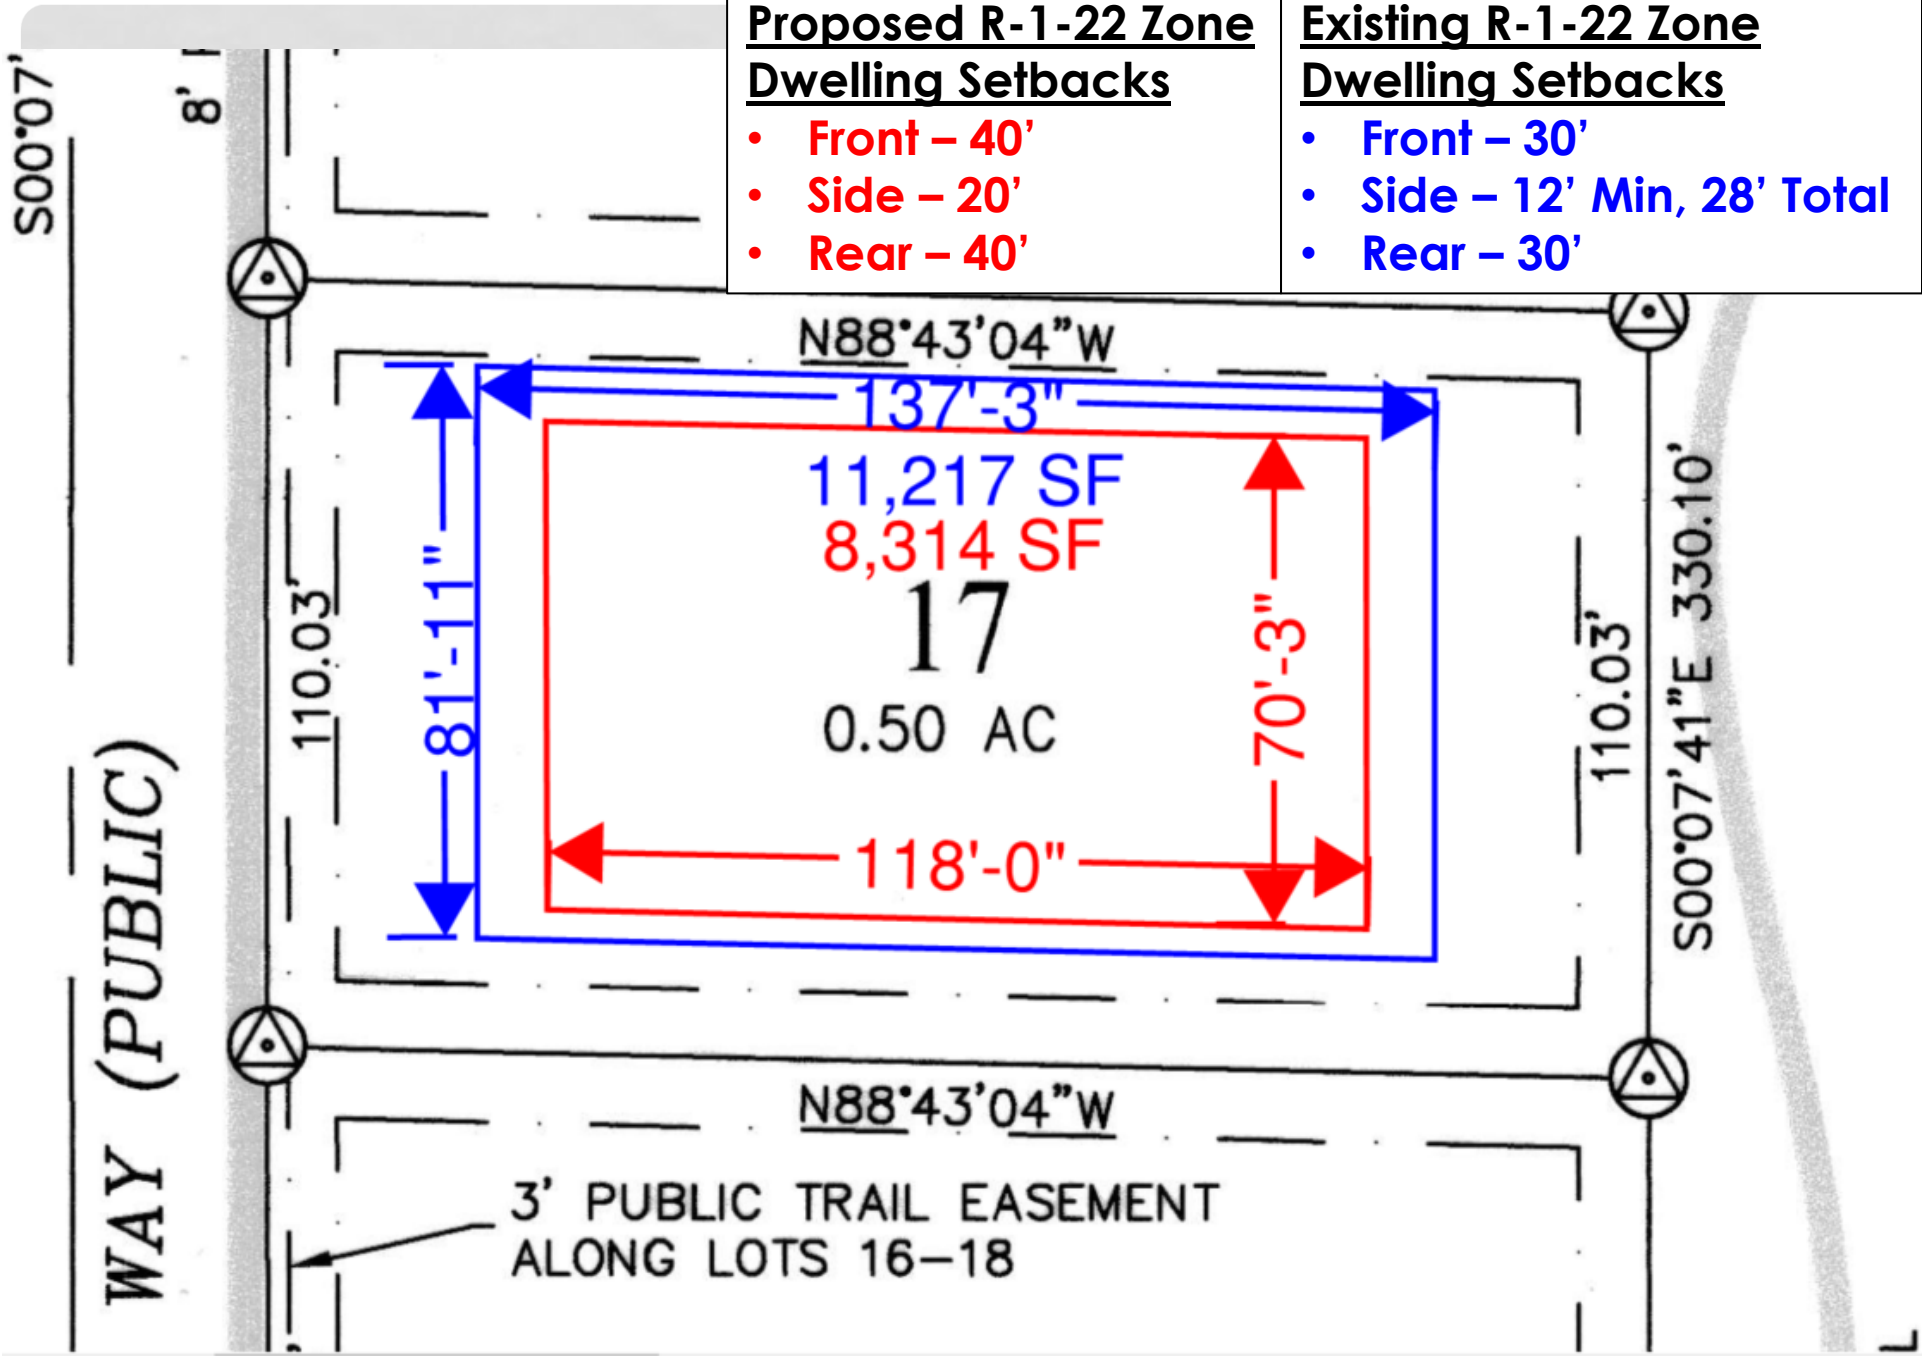 Proposed R-1-22 Zone
Dwelling Setbacks
• Front – 40’
• Side – 20’
• Rear – 40’
Existing R-1-22 Zone
Dwelling Setbacks
• Front – 30’
• Side – 12’ Min, 28’ Total
• Rear – 30’
S00°07’
8’
N88°43’04”W
137'-3"
11,217 SF
8,314 SF
17
0.50 AC
81'-11"
70'-3"
118'-0"
110.03’
110.03’
S00°07’41”E 330.10’
WAY (PUBLIC)
N88°43’04”W
3’ PUBLIC TRAIL EASEMENT
ALONG LOTS 16–18